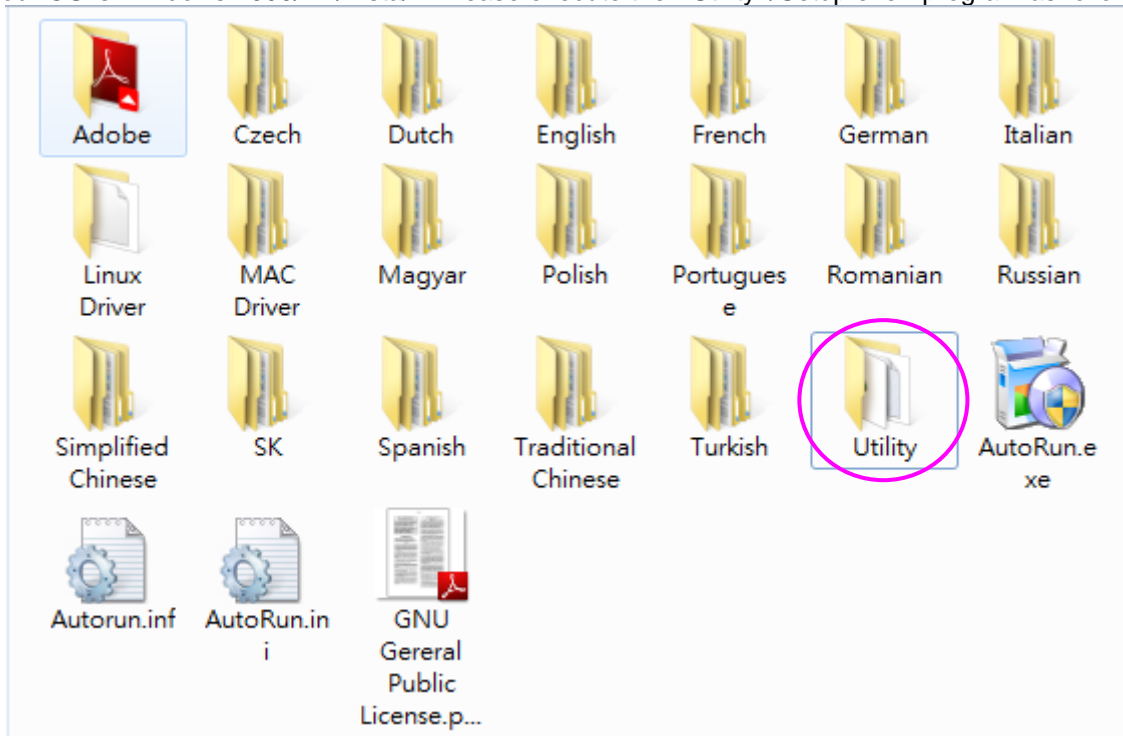 Adobe
Czech
Dutch
English
French
German
Italian
Linux
Driver
MAC
Driver
Magyar
Polish
Portugues
e
Romanian
Russian
Simplified
Chinese
SK
Spanish
Traditional
Chinese
Turkish
Utility
AutoRun.e
xe
Autorun.inf
AutoRun.in
i
GNU
Gereral
Public
License.p...